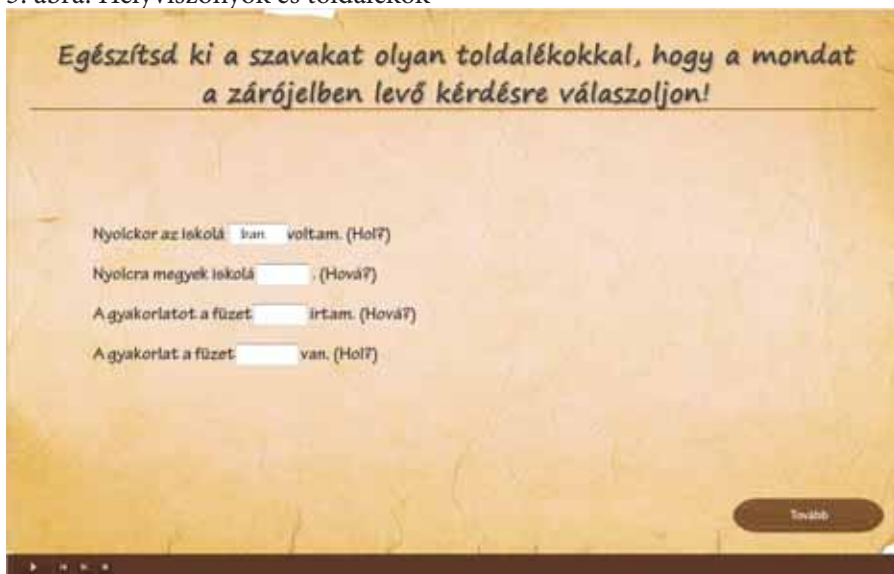 5. ábra: Helyviszonyok és toldalékok
Egészítsd ki a szavakat olyan toldalékokkal, hogy a mondat
a zárójelben levő kérdésre válaszoljon!
Nyolckor az iskolá ban voltam. (Hol?)
Nyolcra megyek iskolá . (Hová?)
A gyakorlatot a füzet írtam. (Hová?)
A gyakorlat a füzet van. (Hol?)
Tovább